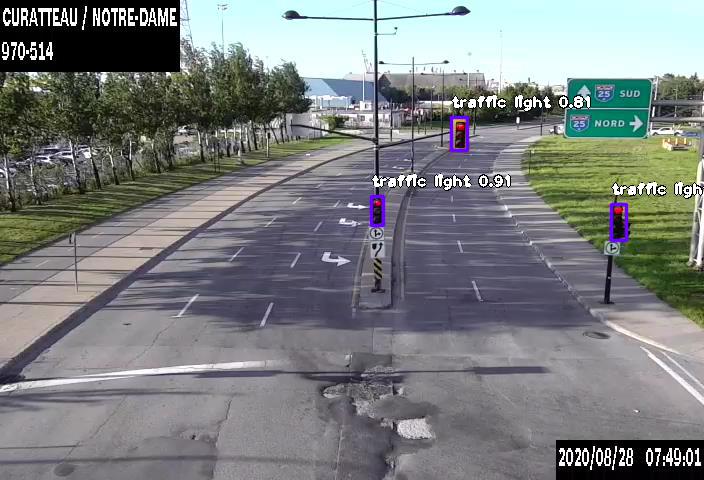 CURATTEAU / NOTRE-DAME
970-514
traffic light 0.81
25 SUD
25 NORD
traffic light 0.91
traffic ligh
2020/08/28 07:49:01